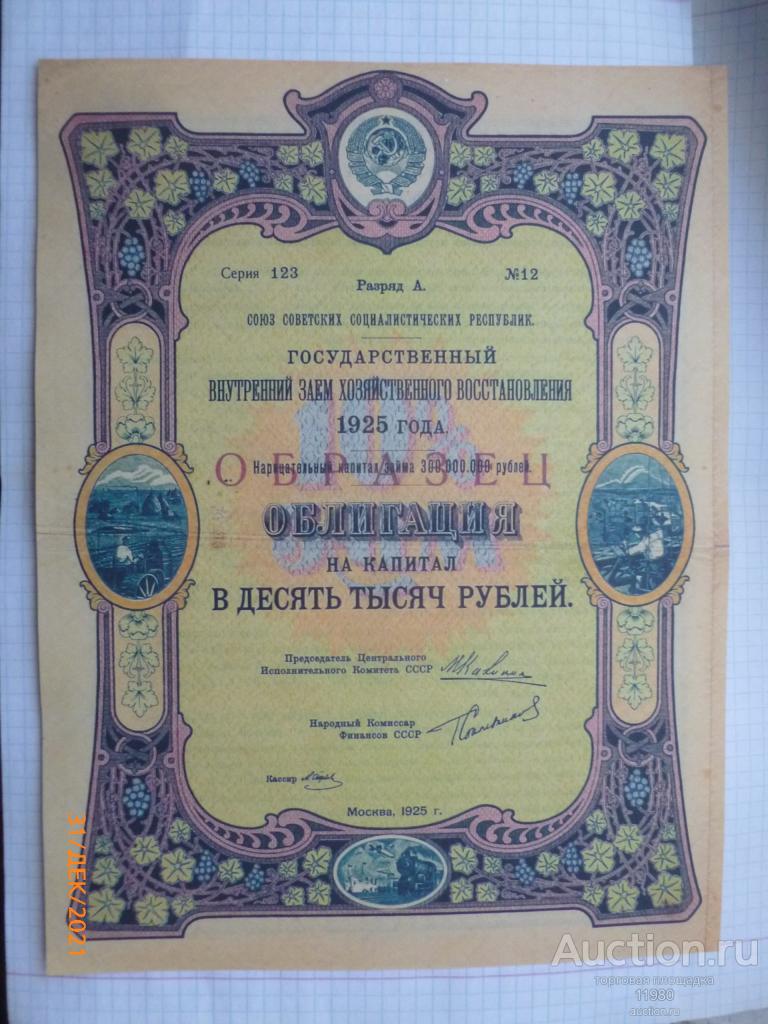 Серия 123
№12
Разряд А.
СОЮЗ СОВЕТСКИХ СОЦИАЛИСТИЧЕСКИХ РЕСПУБЛИК.
ГОСУДАРСТВЕННЫЙ
ВНУТРЕННИЙ ЗАЕМ ХОЗЯЙСТВЕННОГО ВОССТАНОВЛЕНИЯ
1925 ГОДА.
Нарицательный капитал займа 300.000.000 рублей.
ОБРАЗЕЦ
ОБЛИГАЦИЯ
НА КАПИТАЛ
В ДЕСЯТЬ ТЫСЯЧ РУБЛЕЙ.
Председатель Центрального
Исполнительного Комитета СССР
Народный Комиссар
Финансов СССР
Кассир
Москва, 1925 г.
31/ДЕК/2021
Auction.ru
торговая площадка
11980
auction.ru